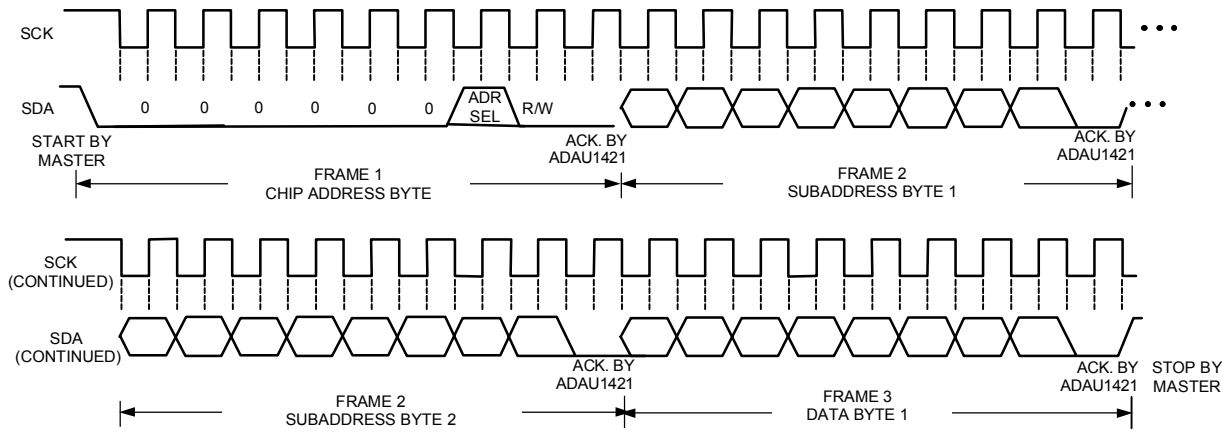 SCK
SDA
0 0 0 0 0 0 ADR SEL R/W
START BY
MASTER
ACK. BY
ADAU1421
ACK. BY
ADAU1421
FRAME 1
CHIP ADDRESS BYTE
FRAME 2
SUBADDRESS BYTE 1
SCK
(CONTINUED)
SDA
(CONTINUED)
ACK. BY
ADAU1421
ACK. BY
ADAU1421
STOP BY
MASTER
FRAME 2
SUBADDRESS BYTE 2
FRAME 3
DATA BYTE 1